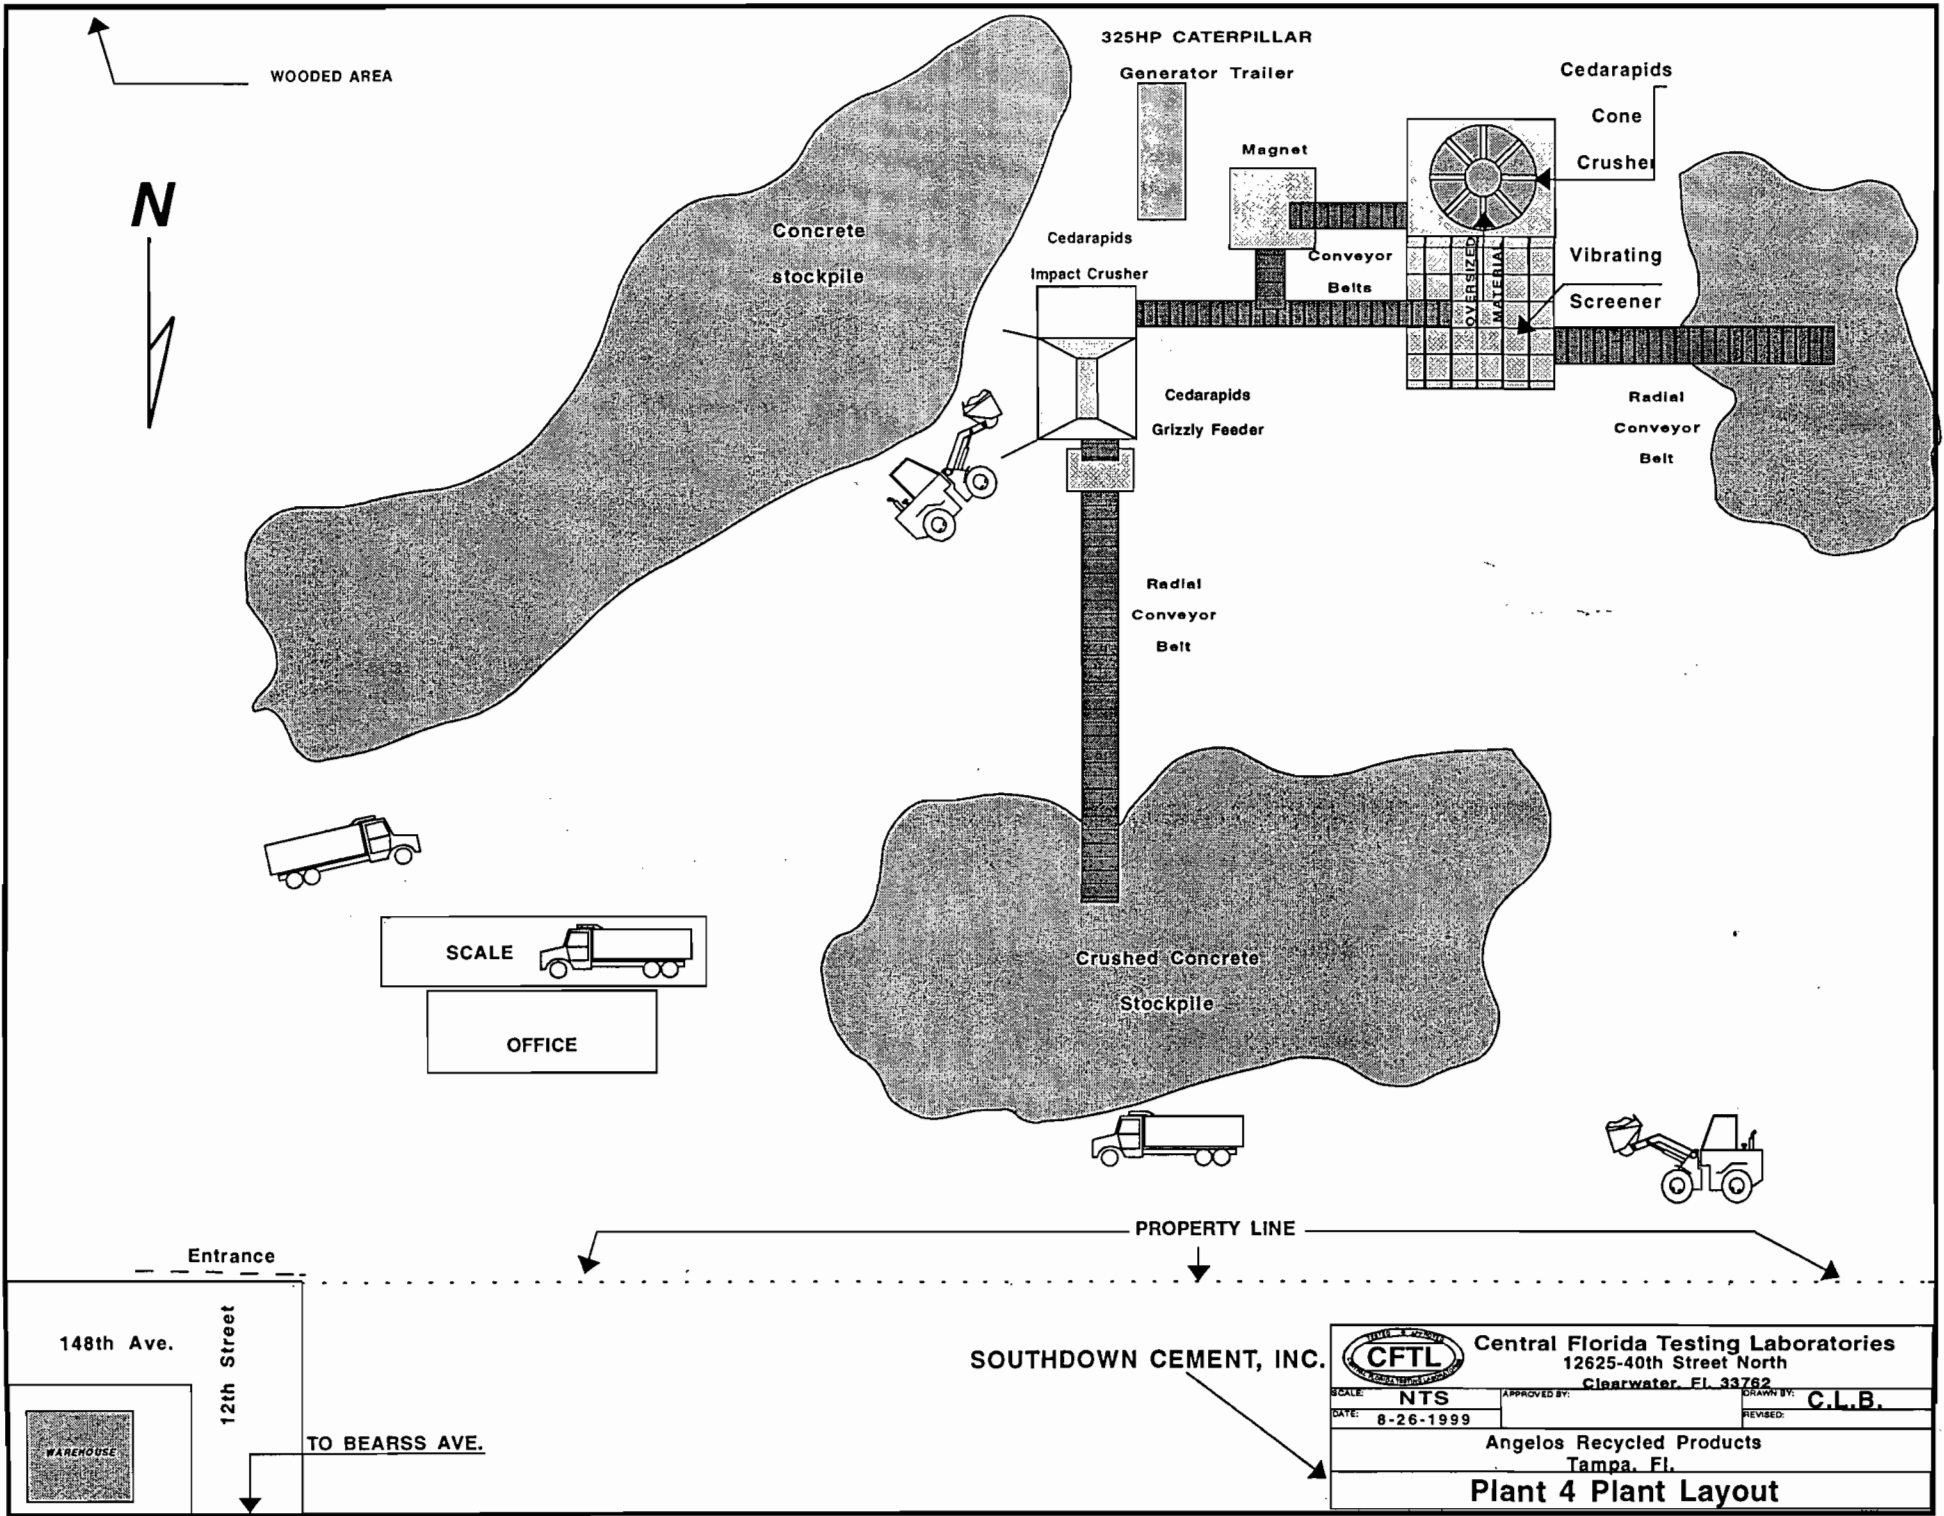 325HP CATERPILLAR
Generator Trailer
WOODED AREA
Cedarapids
Cone
Crusher
Magnet
N
Concrete
stockpile
Cedarapids
Impact Crusher
Conveyor
Belts
OVERSIZED
MATERIAL
Vibrating
Screener
Cedarapids
Grizzly Feeder
Radial
Conveyor
Belt
Radial
Conveyor
Belt
SCALE
OFFICE
Crushed Concrete
Stockpile
PROPERTY LINE
Entrance
148th Ave.
12th Street
WAREHOUSE
TO BEARSS AVE.
SOUTHDOWN CEMENT, INC.
CFTL
Central Florida Testing Laboratories
12625-40th Street North
Clearwater, Fl. 33762
SCALE: NTS
APPROVED BY:
DRAWN BY: C.L.B.
DATE: 8-26-1999
REVISED:
Angelos Recycled Products
Tampa, Fl.
Plant 4 Plant Layout